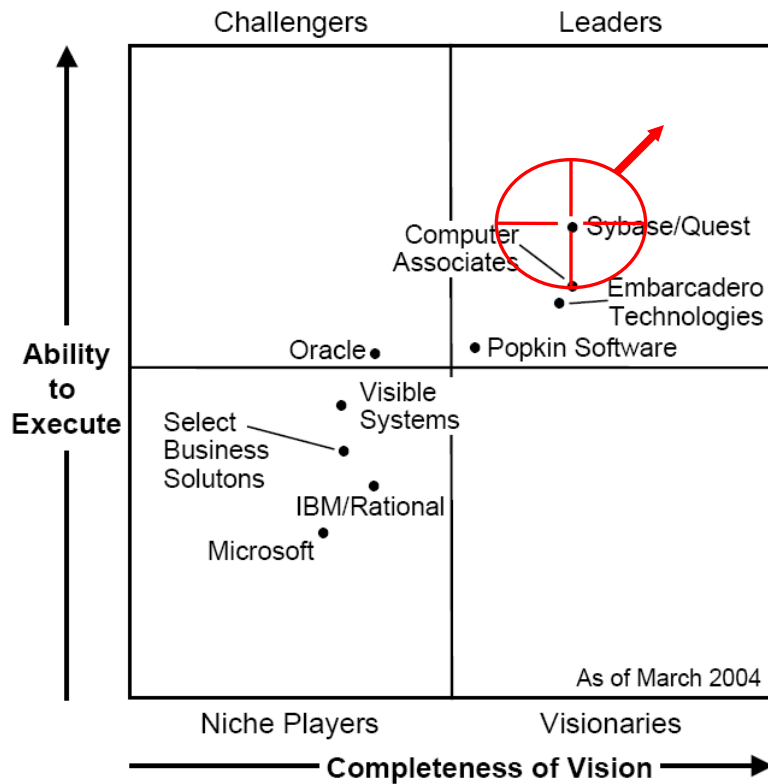 Challengers
Leaders
Sybase/Quest
Computer
Associates
Embarcadero
Technologies
Ability
to
Execute
Oracle
Popkin Software
Visible
Systems
Select
Business
Solutons
IBM/Rational
Microsoft
As of March 2004
Niche Players
Visionaries
Completeness of Vision